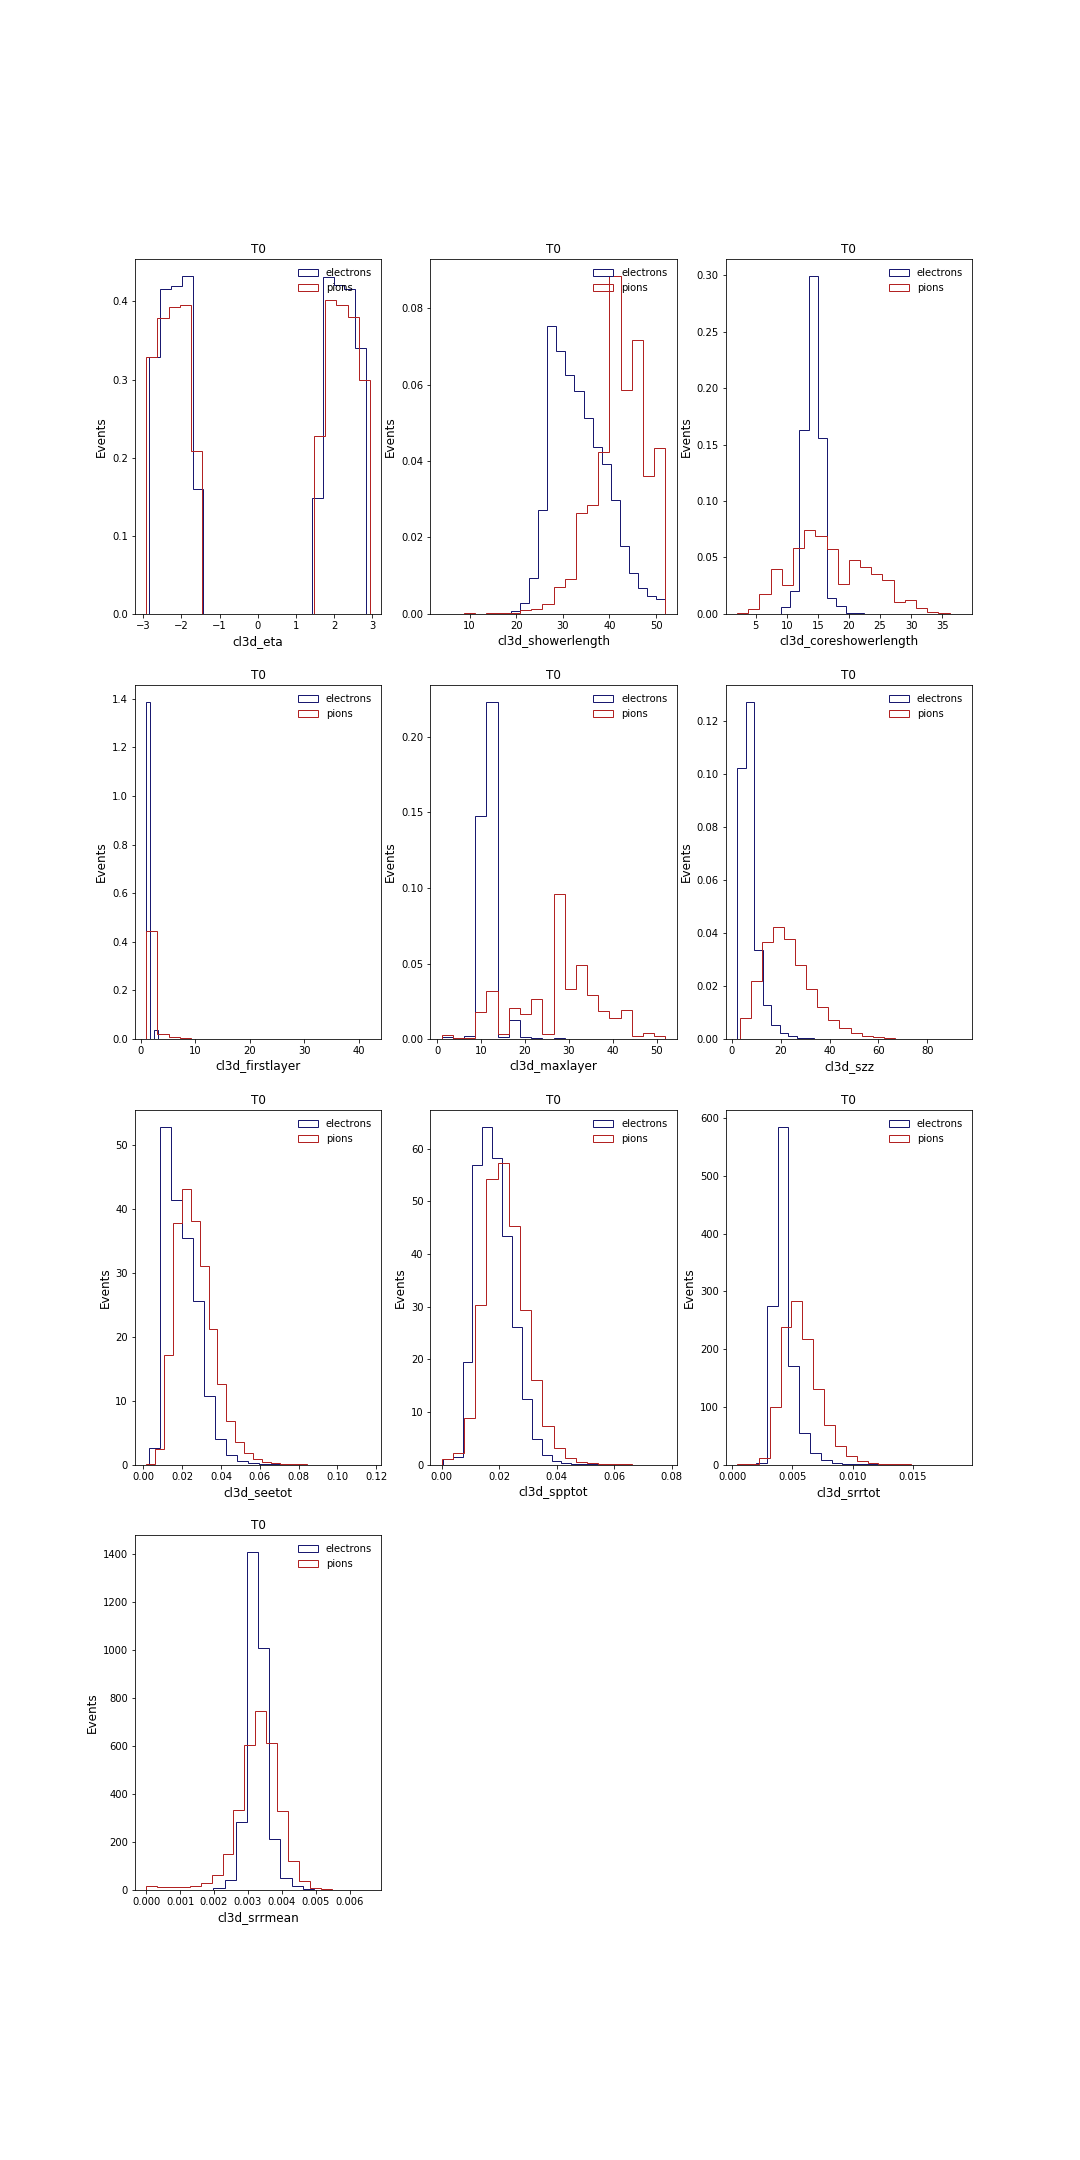 T0
electrons
pions
0.4
0.3
0.2
0.1
0.0
Events
−3 −2 −1 0 1 2 3
cl3d_eta
T0
electrons
pions
0.08
0.06
0.04
0.02
0.00
Events
10 20 30 40 50
cl3d_showerlength
T0
electrons
pions
0.30
0.25
0.20
0.15
0.10
0.05
0.00
Events
5 10 15 20 25 30 35
cl3d_coreshowerlength
T0
electrons
pions
1.4
1.2
1.0
0.8
0.6
0.4
0.2
0.0
Events
0 10 20 30 40
cl3d_firstlayer
T0
electrons
pions
0.20
0.15
0.10
0.05
0.00
Events
0 10 20 30 40 50
cl3d_maxlayer
T0
electrons
pions
0.12
0.10
0.08
0.06
0.04
0.02
0.00
Events
0 20 40 60 80
cl3d_szz
T0
electrons
pions
50
40
30
20
10
0
Events
0.00 0.02 0.04 0.06 0.08 0.10 0.12
cl3d_seetot
T0
electrons
pions
60
50
40
30
20
10
0
Events
0.00 0.02 0.04 0.06 0.08
cl3d_spptot
T0
electrons
pions
600
500
400
300
200
100
0
Events
0.000 0.005 0.010 0.015
cl3d_srrtot
T0
electrons
pions
1400
1200
1000
800
600
400
200
0
Events
0.000 0.001 0.002 0.003 0.004 0.005 0.006
cl3d_srrmean